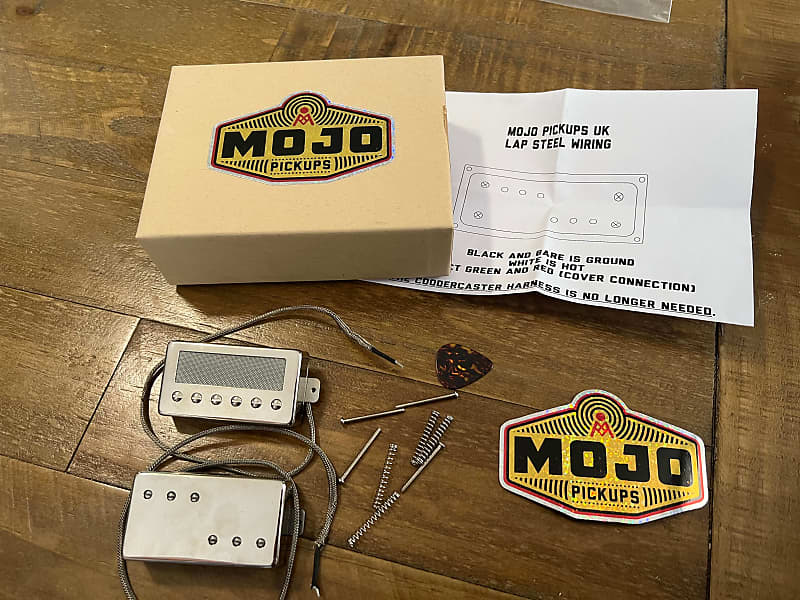 MOJO
PICKUPS
MOJO PICKUPS UK
LAP STEEL WIRING
BLACK AND BARE IS GROUND
WHITE IS HOT
GREEN AND RED (COVER CONNECTION)
COODERCASTER HARNESS IS NO LONGER NEEDED.
MOJO
PICKUPS